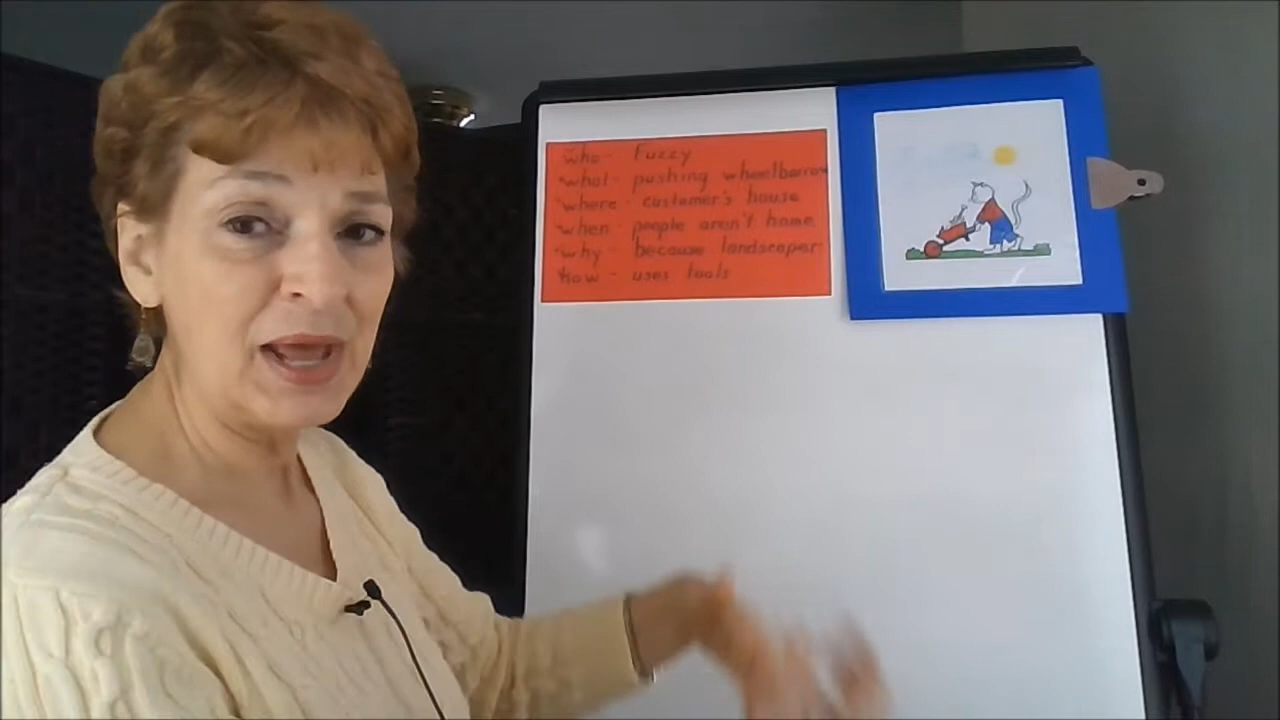 who - Fuzzy
what - pushing wheelbarrow
where - customer's house
when - people aren't home
why - because landscaper
how - uses tools